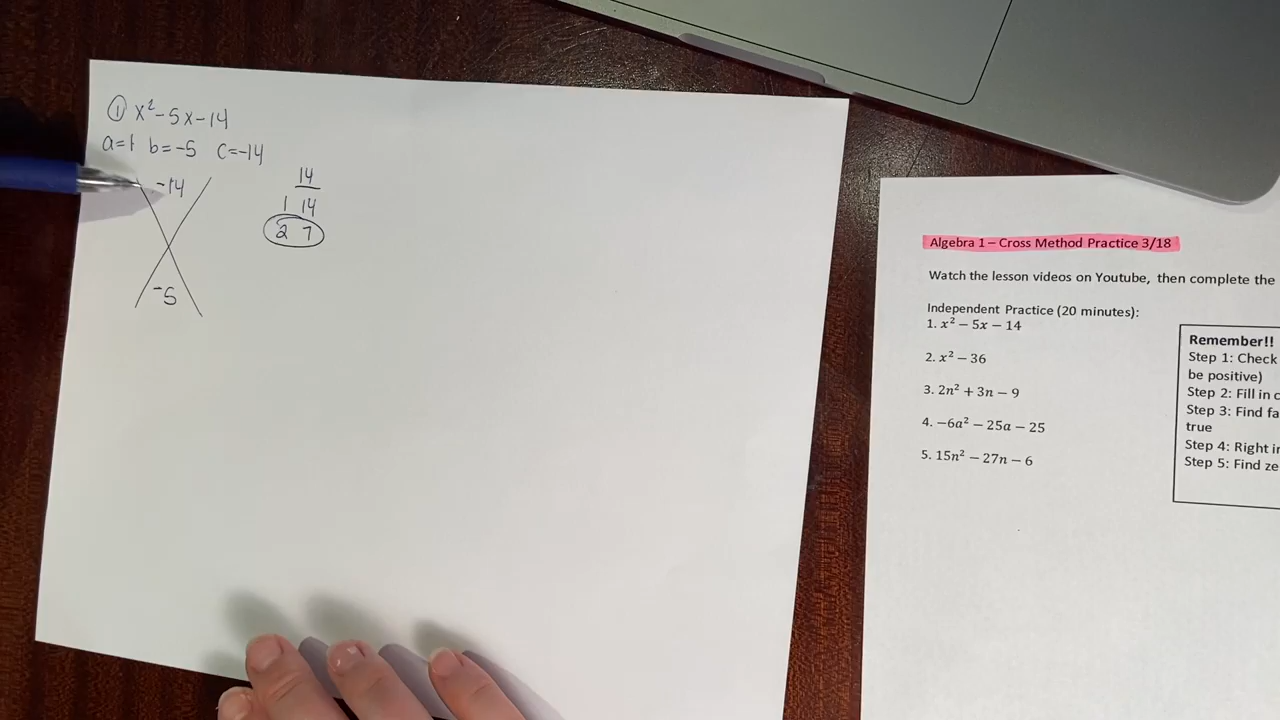 ① x² - 5x - 14
a=1 b=-5 c=-14
-14
-5
14
1 14
2 7
Algebra 1 – Cross Method Practice 3/18
Watch the lesson videos on Youtube, then complete the
Independent Practice (20 minutes):
1. x² − 5x − 14
2. x² − 36
3. 2n² + 3n − 9
4. −6a² − 25a − 25
5. 15n² − 27n − 6
Remember!!
Step 1: Check
be positive)
Step 2: Fill in
Step 3: Find
true
Step 4: Right
Step 5: Find